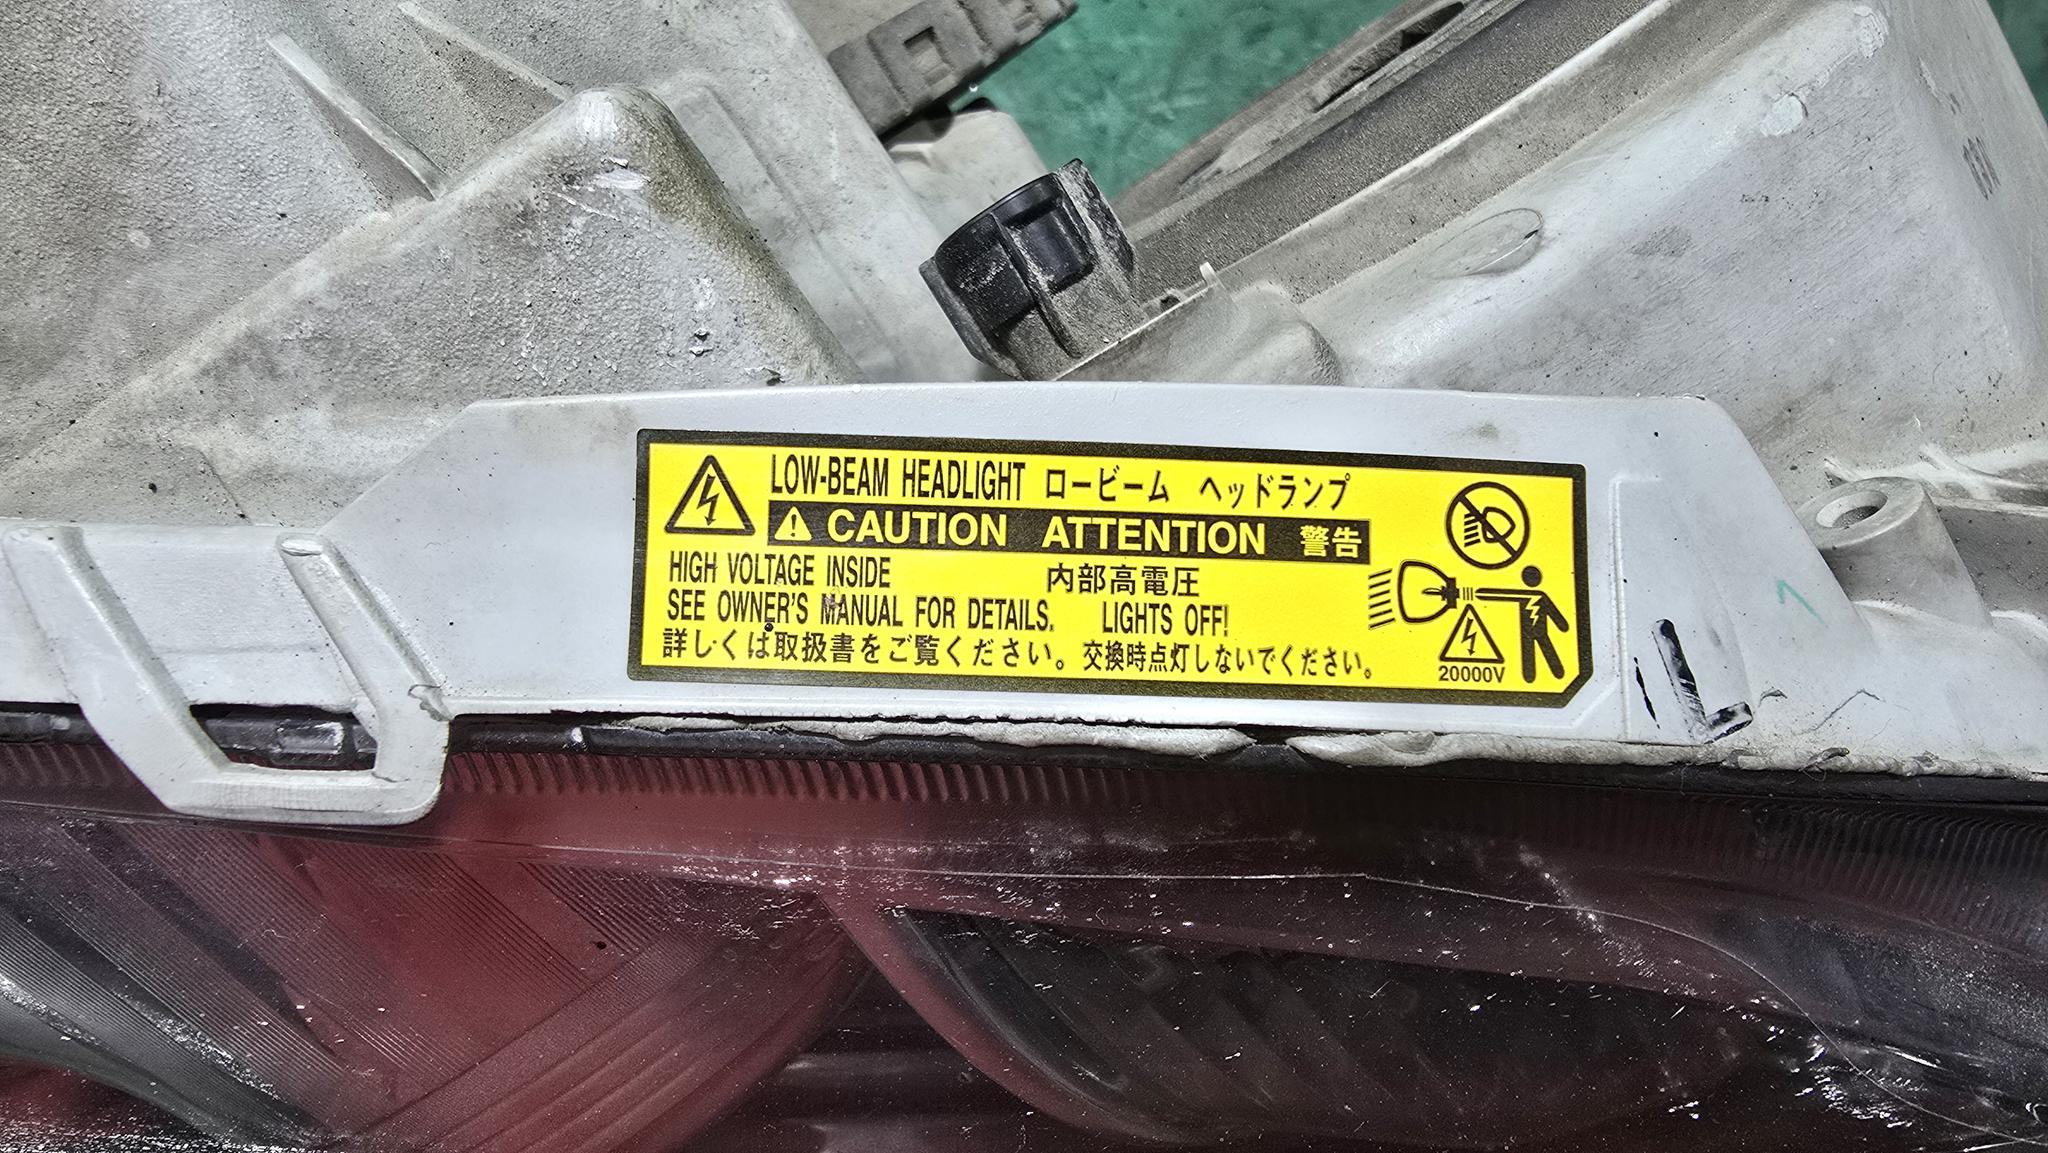 LOW-BEAM HEADLIGHT ロービーム ヘッドランプ
CAUTION ATTENTION 警告
HIGH VOLTAGE INSIDE 内部高電圧
SEE OWNER'S MANUAL FOR DETAILS. LIGHTS OFF!
詳しくは取扱書をご覧ください。交換時点灯しないでください。
20000V